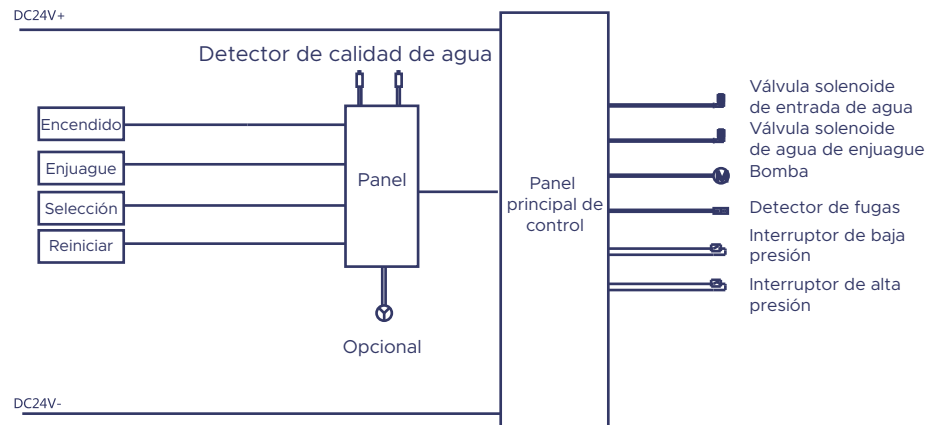 DC24V+
Detector de calidad de agua
Encendido
Enjuague
Selección
Reiniciar
Panel
Opcional
Panel
principal de
control
Válvula solenoide
de entrada de agua
Válvula solenoide
de agua de enjuague
Bomba
Detector de fugas
Interruptor de baja
presión
Interruptor de alta
presión
DC24V-